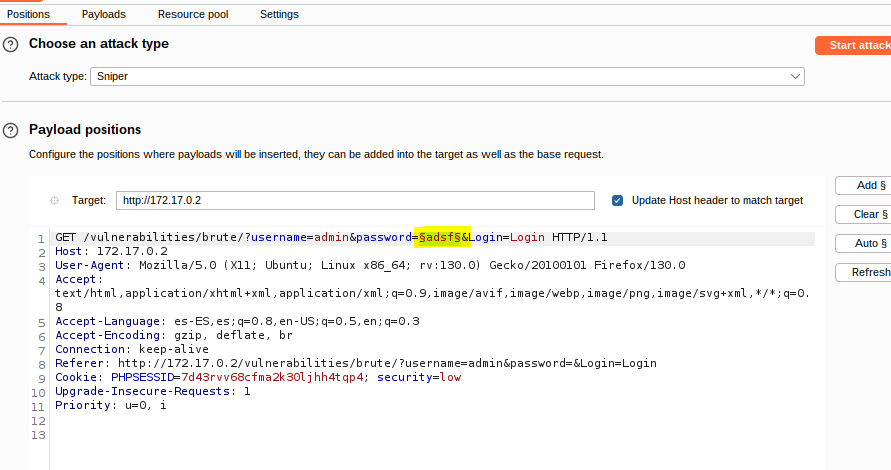 Positions Payloads Resource pool Settings
Choose an attack type
Start attack
Attack type: Sniper
Payload positions
Configure the positions where payloads will be inserted, they can be added into the target as well as the base request.
Target: http://172.17.0.2 Update Host header to match target
Add §
Clear §
Auto §
Refresh
1 GET /vulnerabilities/brute/?username=admin&password=§adsf§&Login=Login HTTP/1.1
2 Host: 172.17.0.2
3 User-Agent: Mozilla/5.0 (X11; Ubuntu; Linux x86_64; rv:130.0) Gecko/20100101 Firefox/130.0
4 Accept:
text/html,application/xhtml+xml,application/xml;q=0.9,image/avif,image/webp,image/png,image/svg+xml,*/*;q=0.
8
5 Accept-Language: es-ES,es;q=0.8,en-US;q=0.5,en;q=0.3
6 Accept-Encoding: gzip, deflate, br
7 Connection: keep-alive
8 Referer: http://172.17.0.2/vulnerabilities/brute/?username=admin&password=&Login=Login
9 Cookie: PHPSESSID=7d43rvv68cfma2k30ljhh4tqp4; security=low
10 Upgrade-Insecure-Requests: 1
11 Priority: u=0, i
12
13